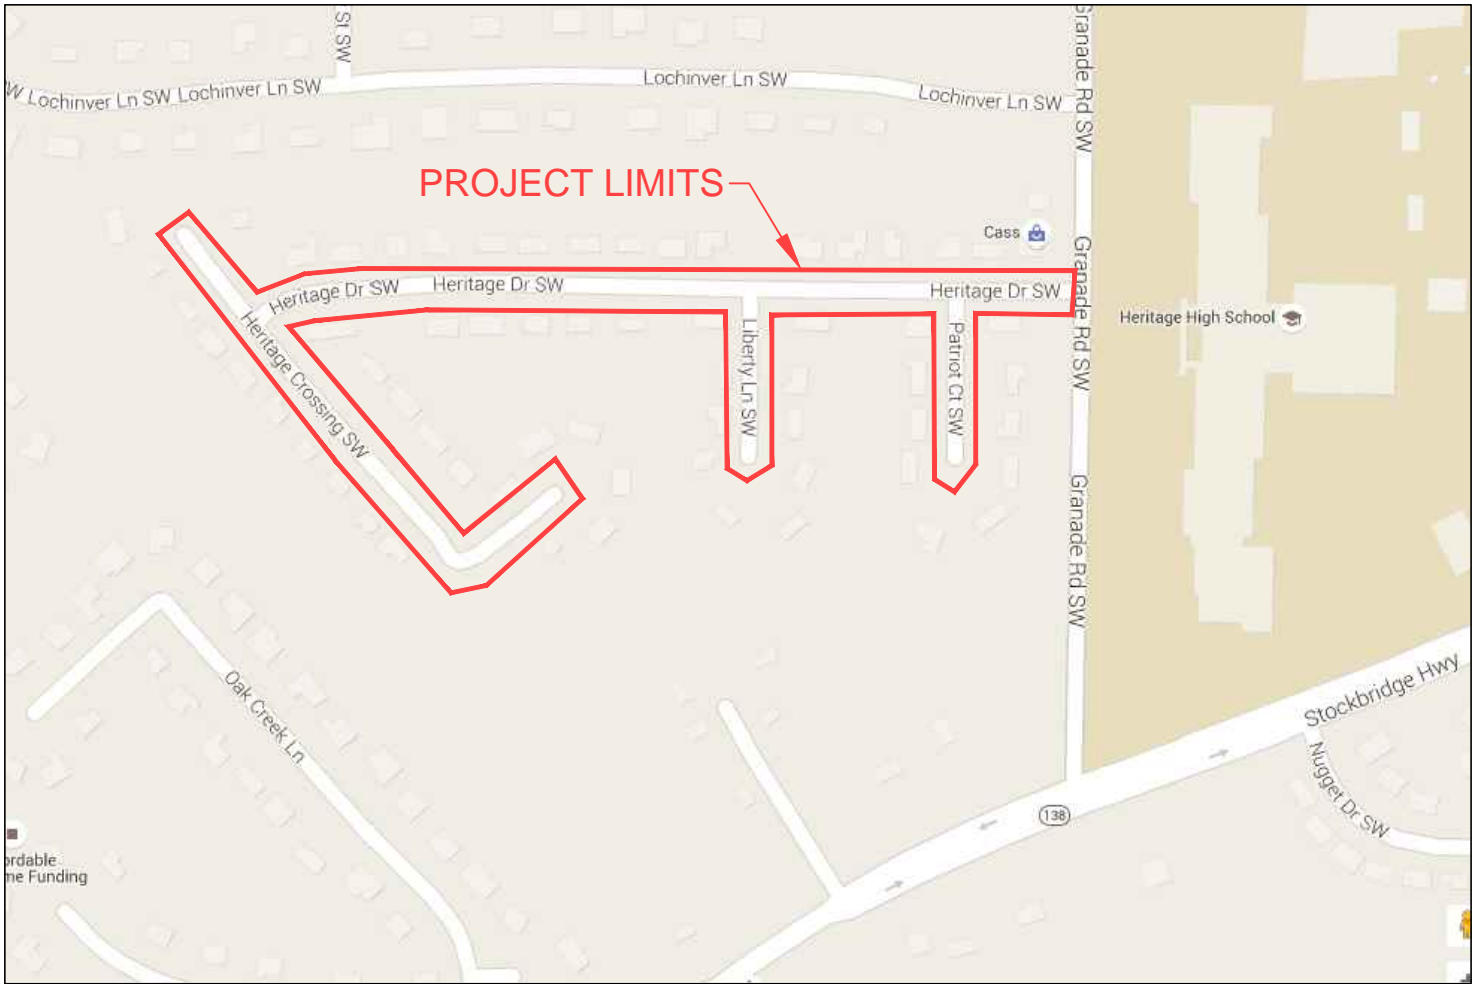 St SW
Granade Rd SW
W
Lochinver Ln SW
Lochinver Ln SW
Lochinver Ln SW
Lochinver Ln SW
PROJECT LIMITS
Cass
Granade Rd SW
Heritage Dr SW
Heritage Dr SW
Heritage Dr SW
Heritage High School
Heritage Crossing SW
Liberty Ln SW
Patriot Ct SW
Granade Rd SW
Oak Creek Ln
Stockbridge Hwy
Nugget Dr SW
138
ordable
me Funding